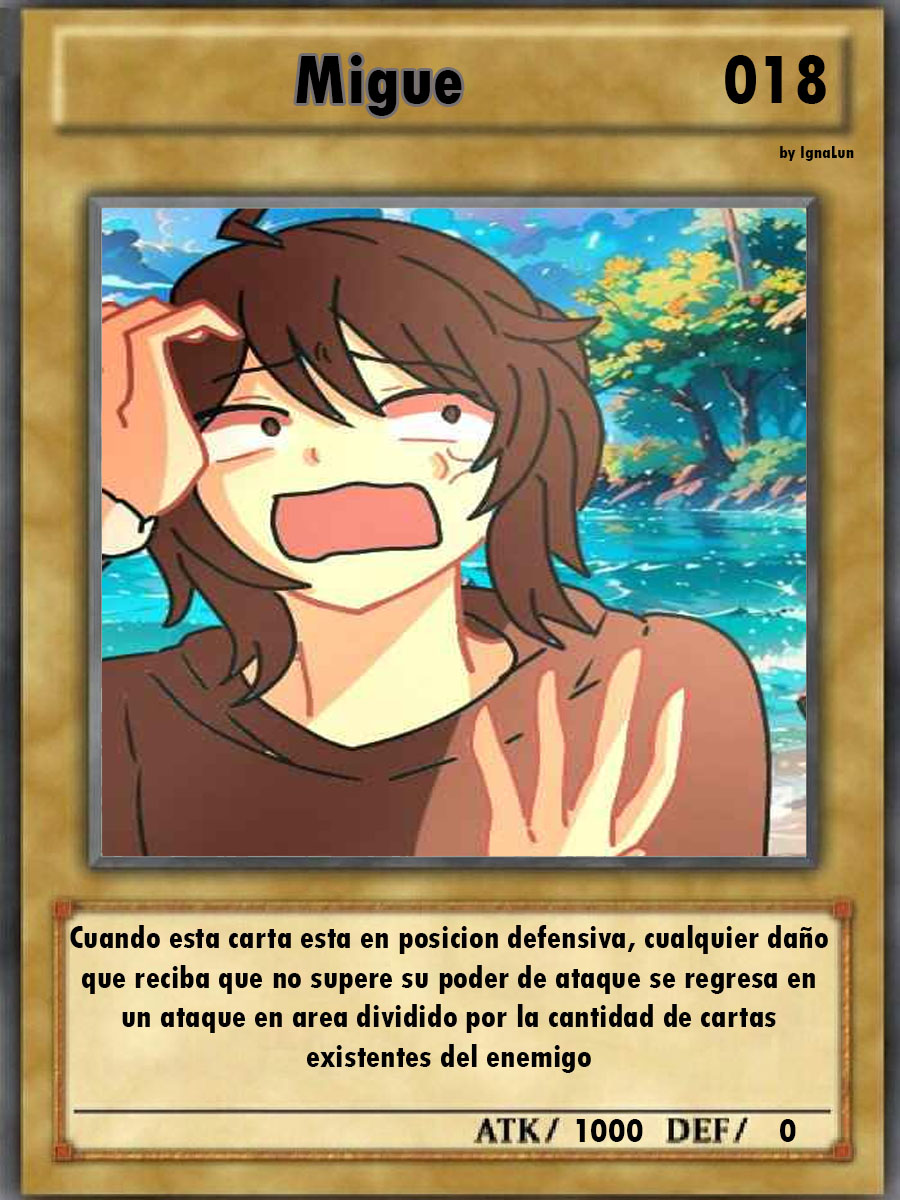 Migue 018
by IgnaLun
Cuando esta carta esta en posicion defensiva, cualquier daño
que reciba que no supere su poder de ataque se regresa en
un ataque en area dividido por la cantidad de cartas
existentes del enemigo
ATK/ 1000 DEF/ 0